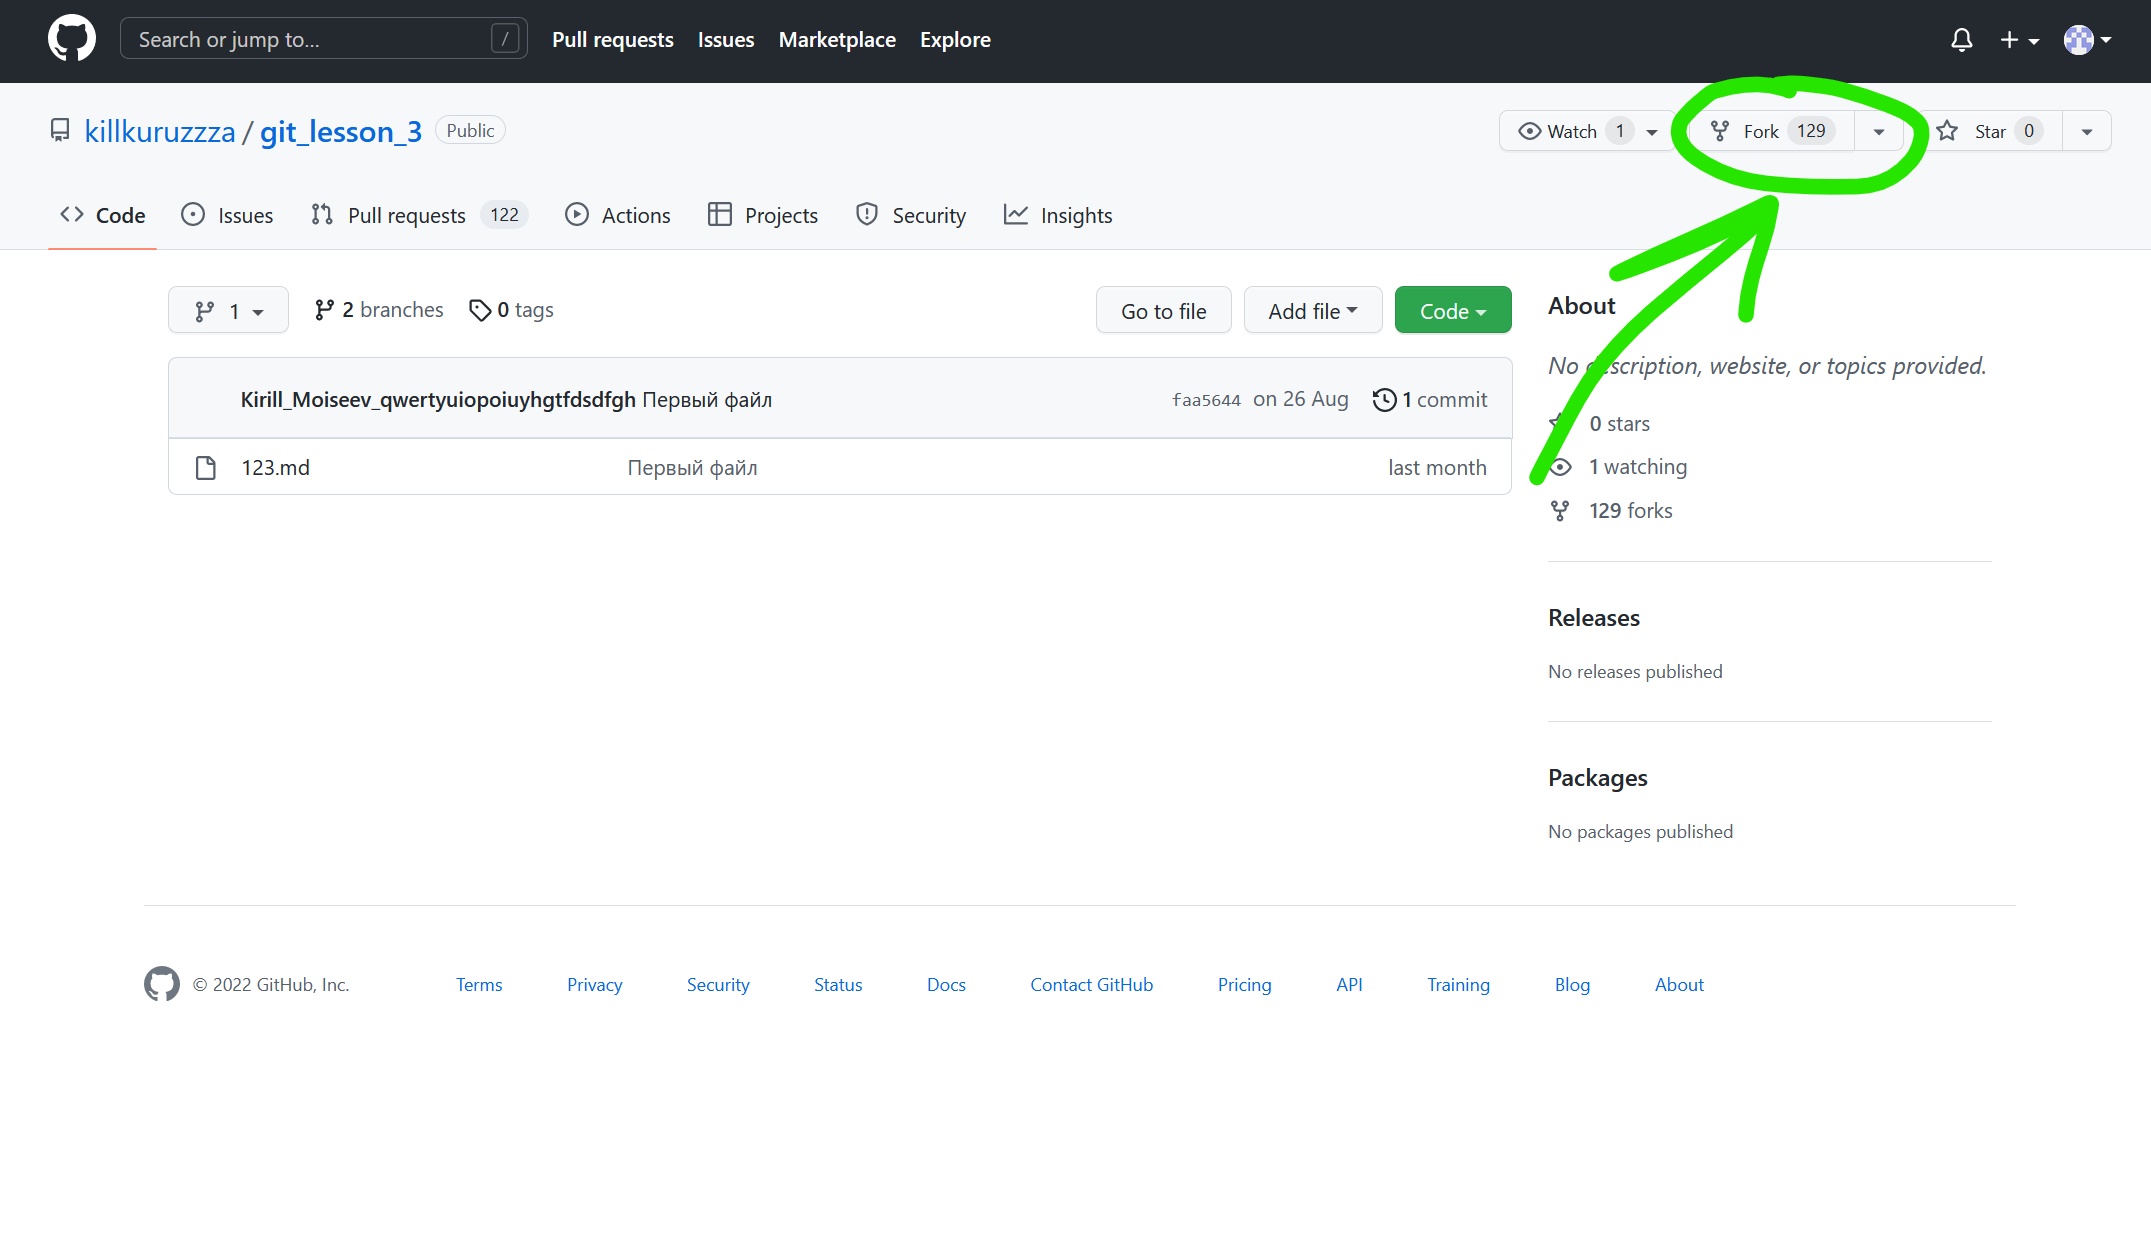 Search or jump to... /
Pull requests Issues Marketplace Explore
killkuruzzza / git_lesson_3 Public
Watch 1 Fork 129 Star 0
Code Issues Pull requests 122 Actions Projects Security Insights
1 2 branches 0 tags
Go to file Add file Code
Kirill_Moiseev_qwertyuiopoiuyhgtfdsdfgh Первый файл faa5644 on 26 Aug 1 commit
123.md Первый файл last month
About
No description, website, or topics provided.
0 stars
1 watching
129 forks
Releases
No releases published
Packages
No packages published
© 2022 GitHub, Inc. Terms Privacy Security Status Docs Contact GitHub Pricing API Training Blog About